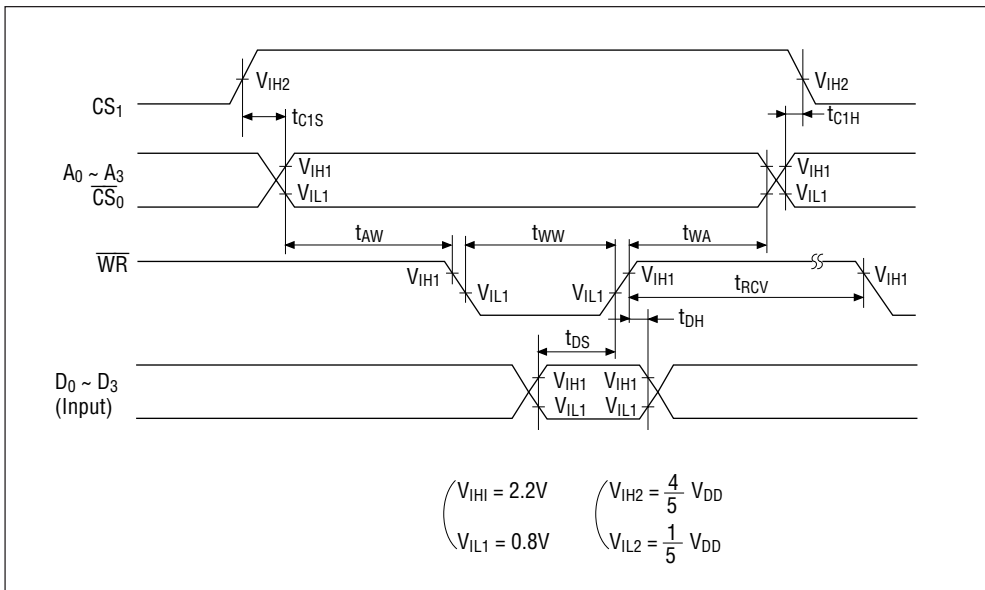 CS1
VIH2
VIH2
tC1S
tC1H
A0 ~ A3
CS0
VIH1
VIL1
VIH1
VIL1
tAW
tWW
tWA
WR
VIH1
VIL1
VIL1
VIH1
VIH1
tRCV
tDH
tDS
D0 ~ D3
(Input)
VIH1
VIH1
VIL1
VIL1
VIHI = 2.2V
VIH2 = 4/5 VDD
VIL1 = 0.8V
VIL2 = 1/5 VDD